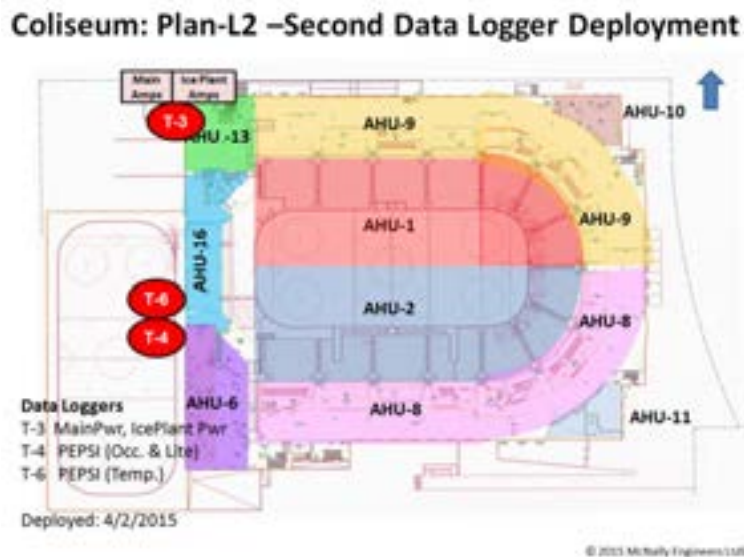 Coliseum: Plan-L2 –Second Data Logger Deployment
Main Amps
Ice Plant Amps
T-3
AHU -13
AHU-9
AHU-10
AHU-1
AHU-9
AHU-16
T-6
AHU-2
T-4
AHU-8
AHU-6
AHU-8
AHU-11
Data Loggers
T-3 MainPwr, IcePlant Pwr
T-4 PEPSI (Occ. & Lite)
T-6 PEPSI (Temp.)
Deployed: 4/2/2015
© 2015 McNally Engineers